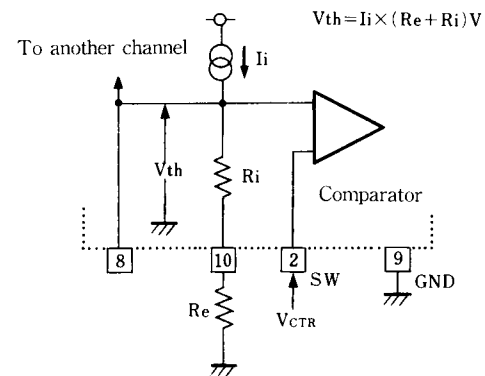 Vth=Ii×(Re+Ri)V
To another channel
Ii
Vth
Ri
Comparator
8
10
2
9
SW
GND
Re
VCTR